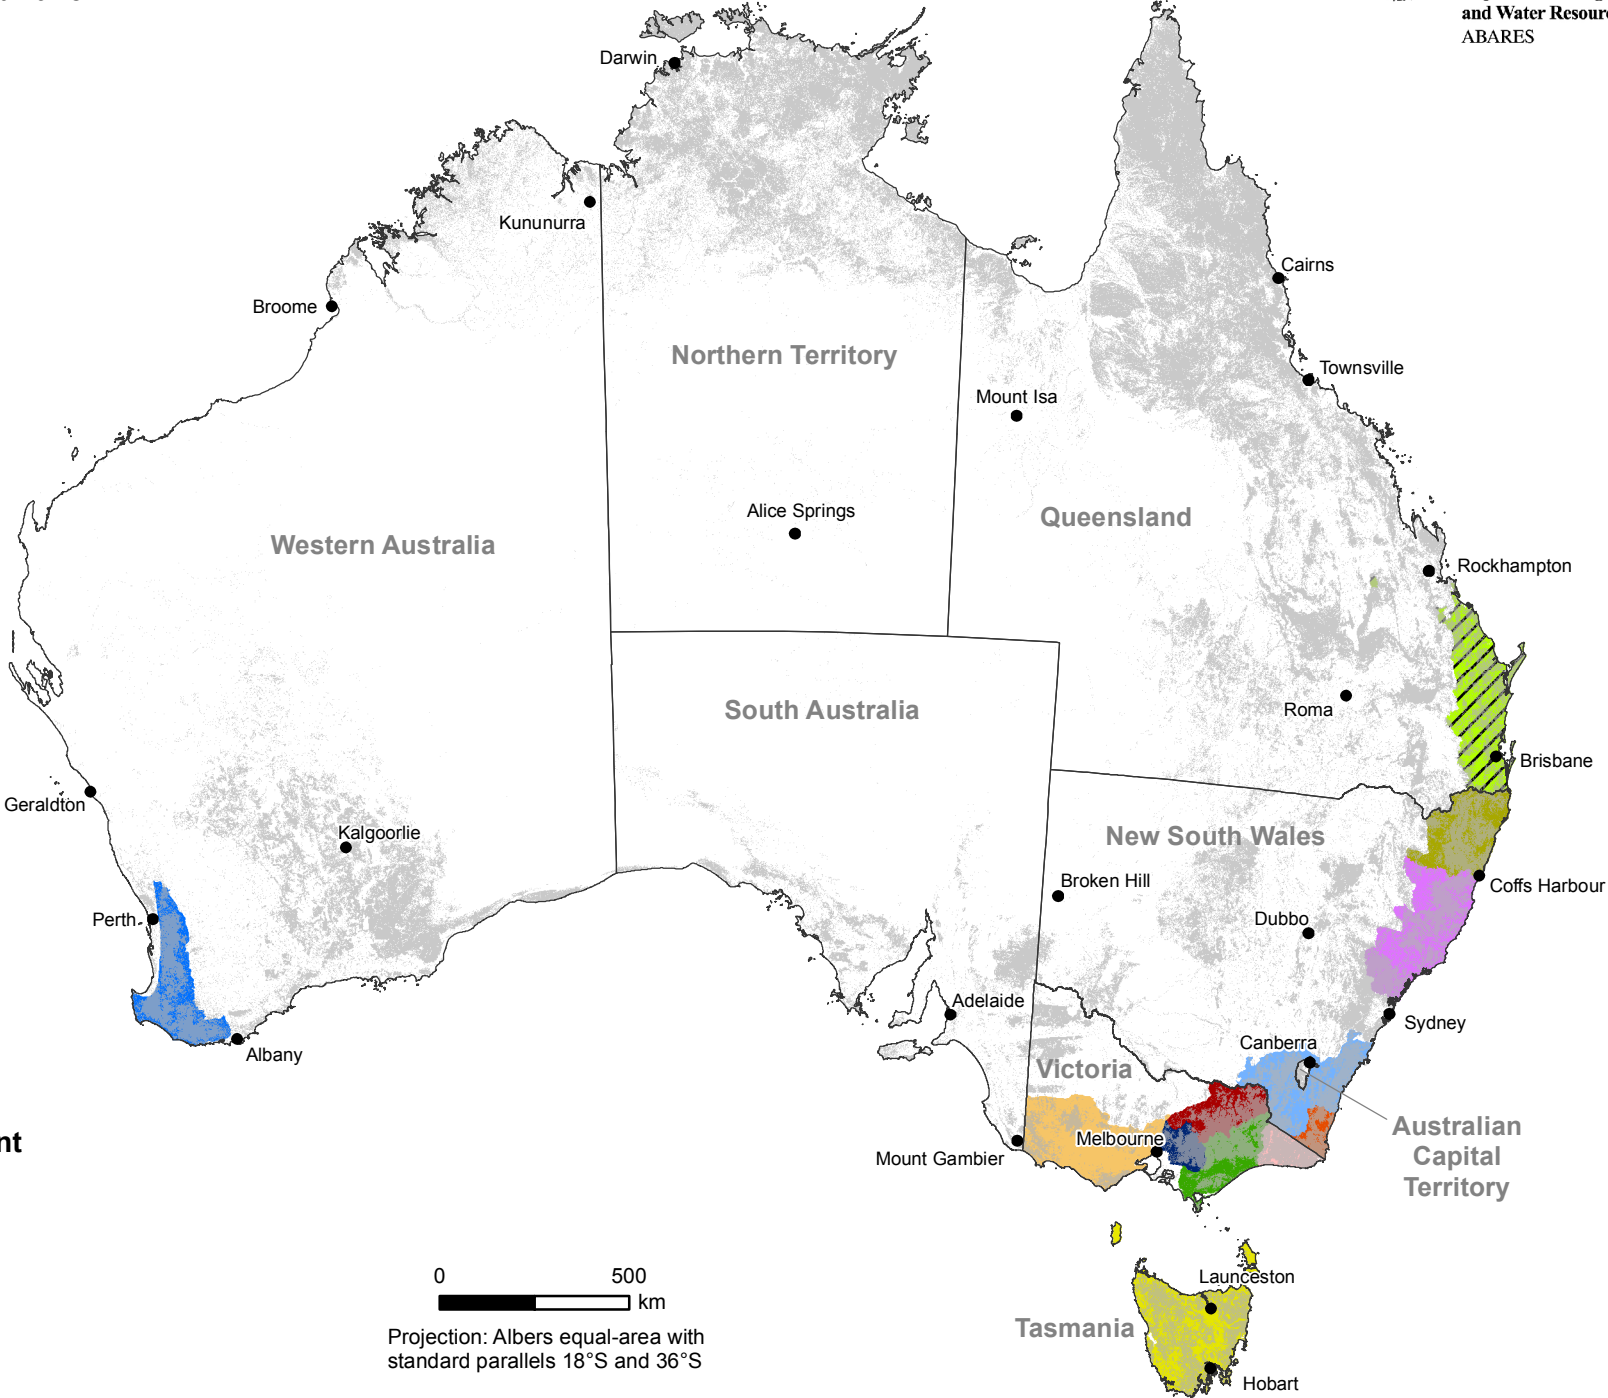 and Water Resour
ABARES
Darwin
Kununurra
Cairns
Broome
Northern Territory
Townsville
Mount Isa
Alice Springs
Queensland
Western Australia
Rockhampton
South Australia
Roma
Brisbane
Geraldton
Kalgoorlie
New South Wales
Broken Hill
Coffs Harbour
Perth
Dubbo
Adelaide
Sydney
Canberra
Albany
Victoria
Australian
Capital
Territory
nt
Melbourne
Mount Gambier
0 500
km
Launceston
Tasmania
Projection: Albers equal-area with
standard parallels 18°S and 36°S
Hobart